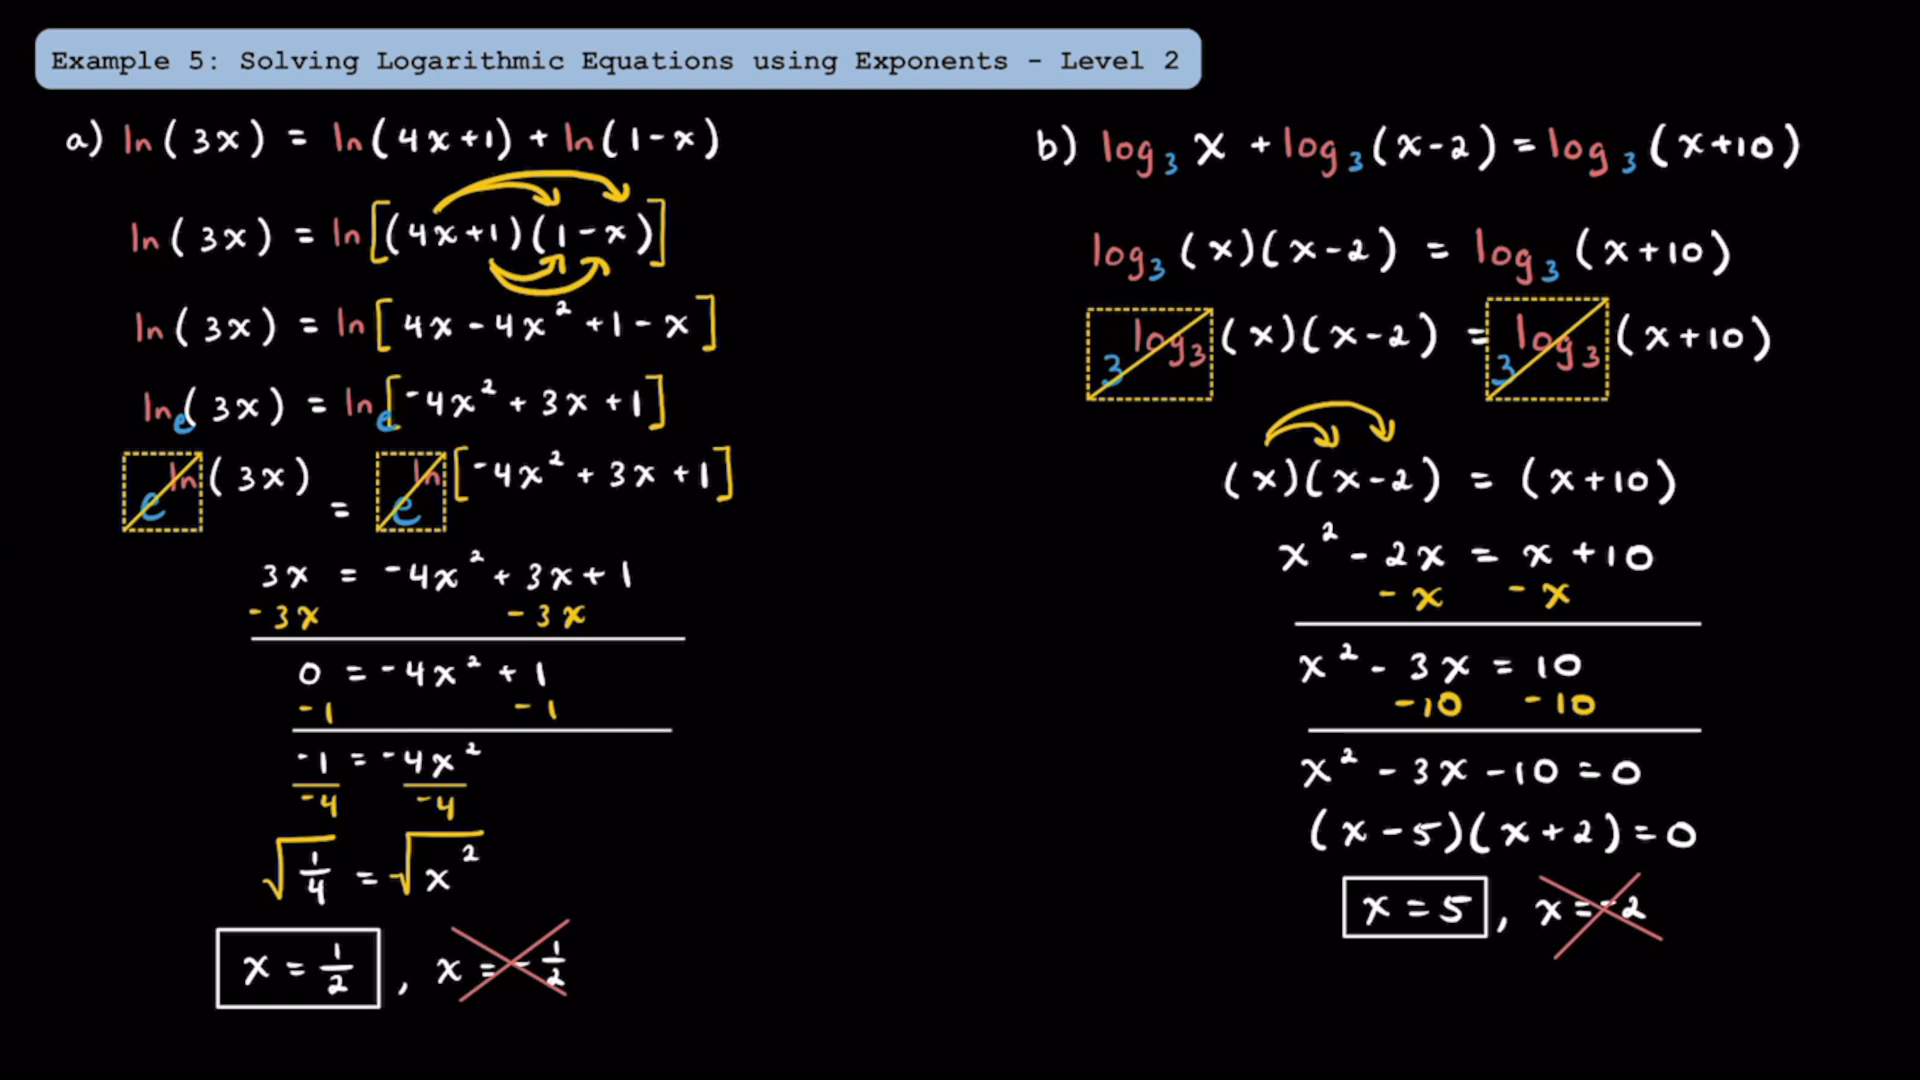 Example 5: Solving Logarithmic Equations using Exponents - Level 2
a) ln(3x) = ln(4x+1) + ln(1-x)
ln(3x) = ln[(4x+1)(1-x)]
ln(3x) = ln[4x - 4x² + 1 - x]
lnₑ(3x) = lnₑ[-4x² + 3x + 1]
e ln(3x) = e ln[-4x² + 3x + 1]
3x = -4x² + 3x + 1
-3x -3x
0 = -4x² + 1
-1 -1
-1 = -4x²
-4 -4
√1/4 = √x²
x = 1/2 , x = -1/2
b) log₃ x + log₃(x-2) = log₃(x+10)
log₃(x)(x-2) = log₃(x+10)
3 log₃(x)(x-2) = 3 log₃(x+10)
(x)(x-2) = (x+10)
x² - 2x = x + 10
-x -x
x² - 3x = 10
-10 -10
x² - 3x - 10 = 0
(x-5)(x+2) = 0
x = 5 , x = -2